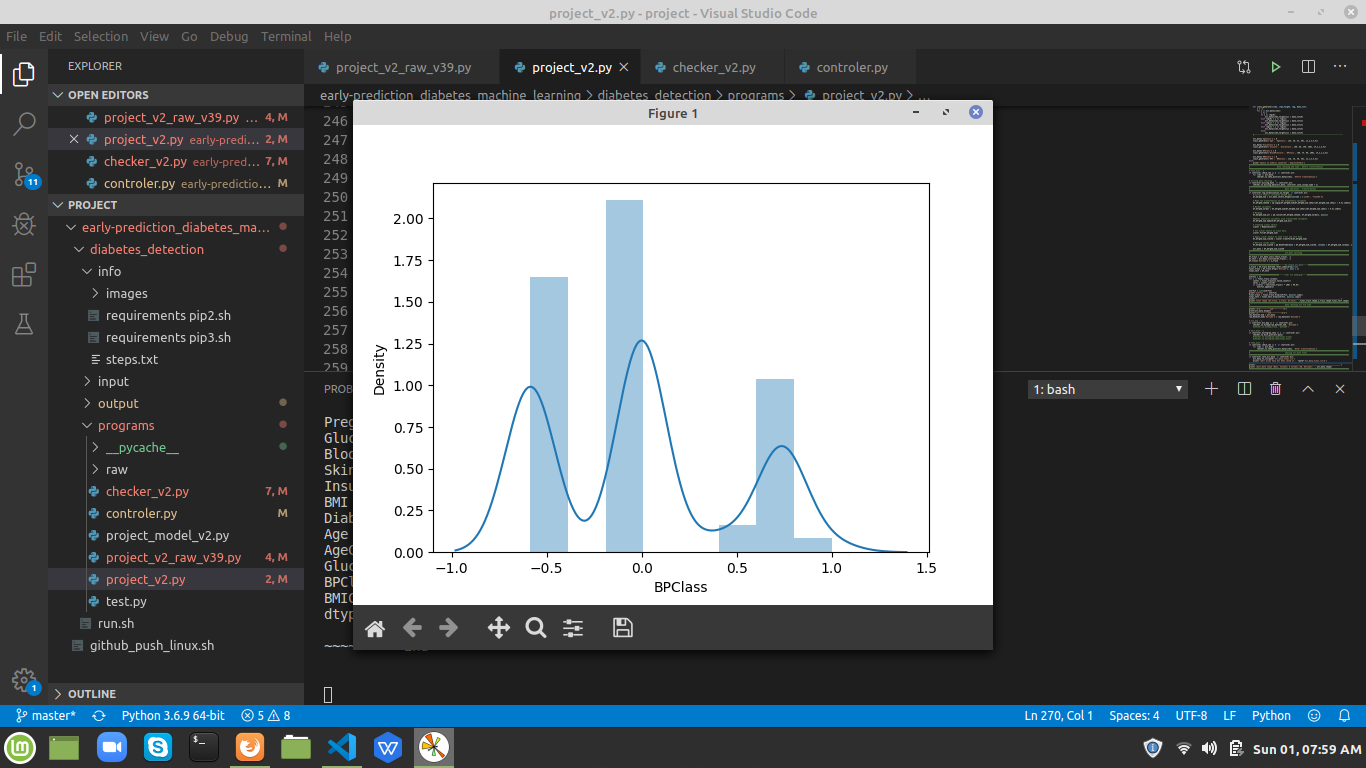 project_v2.py - project - Visual Studio Code
File Edit Selection View Go Debug Terminal Help
EXPLORER
project_v2_raw_v39.py project_v2.py checker_v2.py controler.py
OPEN EDITORS
early-prediction_diabetes_machine_learning diabetes_detection programs project_v2.py ...
project_v2_raw_v39.py ... 4, M
project_v2.py early-predi... 2, M
checker_v2.py early-pred... 7, M
controler.py early-predictio... M
PROJECT
early-prediction_diabetes_ma...
diabetes_detection
info
images
requirements pip2.sh
requirements pip3.sh
steps.txt
input
output
programs
__pycache__
raw
checker_v2.py 7, M
controler.py M
project_model_v2.py
project_v2_raw_v39.py 4, M
project_v2.py 2, M
test.py
run.sh
github_push_linux.sh
OUTLINE
11
1
246
247
248
249
250
251
252
253
254
255
256
257
258
259
Figure 1
2.00
1.75
1.50
1.25
1.00
0.75
0.50
0.25
0.00
Density
−1.0 −0.5 0.0 0.5 1.0 1.5
BPClass
PROB
1: bash
Preg
Gluc
Bloo
Skin
Insu
BMI
Diab
Age
AgeC
Gluc
BPCl
BMIC
dtyp
~~~~
master* Python 3.6.9 64-bit 5 8
Ln 270, Col 1 Spaces: 4 UTF-8 LF Python
Sun 01, 07:59 AM